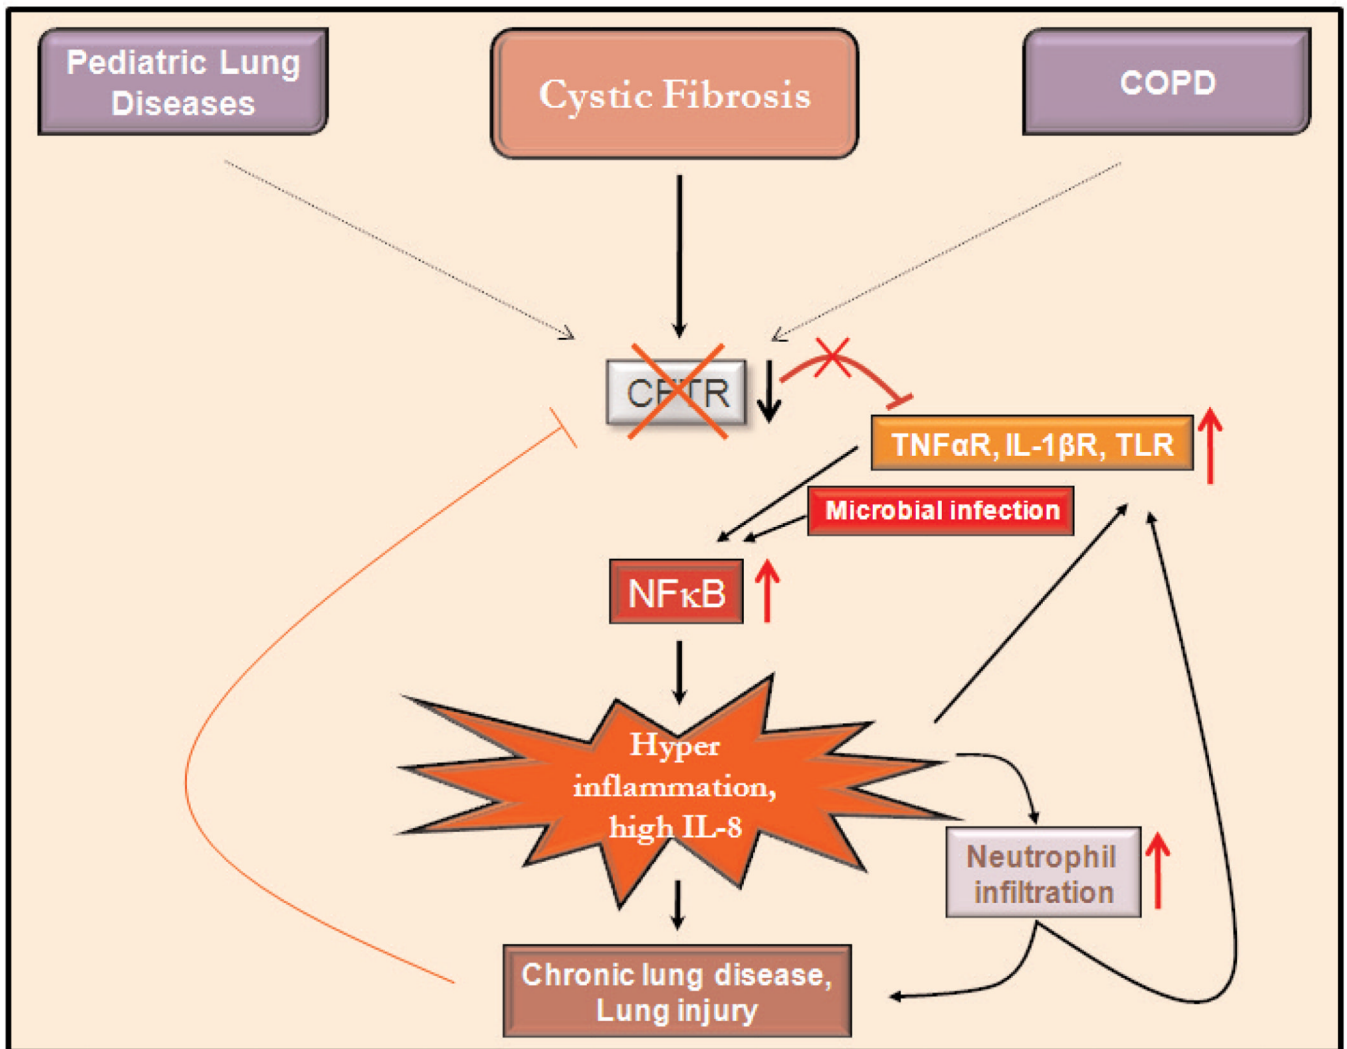 Pediatric Lung
Diseases
Cystic Fibrosis
COPD
CFTR
TNFαR, IL-1βR, TLR
Microbial infection
NFκB
Hyper
inflammation,
high IL-8
Neutrophil
infiltration
Chronic lung disease,
Lung injury